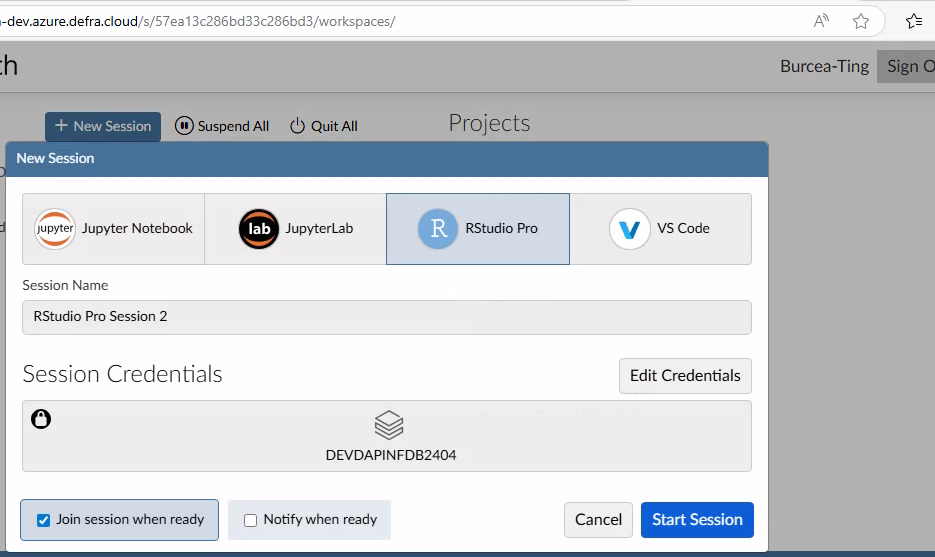 -dev.azure.defra.cloud/s/57ea13c286bd33c286bd3/workspaces/
ch
Burcea-Ting
Sign O
+ New Session
Suspend All
Quit All
Projects
New Session
jupyter
Jupyter Notebook
lab
JupyterLab
R
RStudio Pro
VS Code
Session Name
RStudio Pro Session 2
Session Credentials
Edit Credentials
DEVDAPINFDB2404
Join session when ready
Notify when ready
Cancel
Start Session